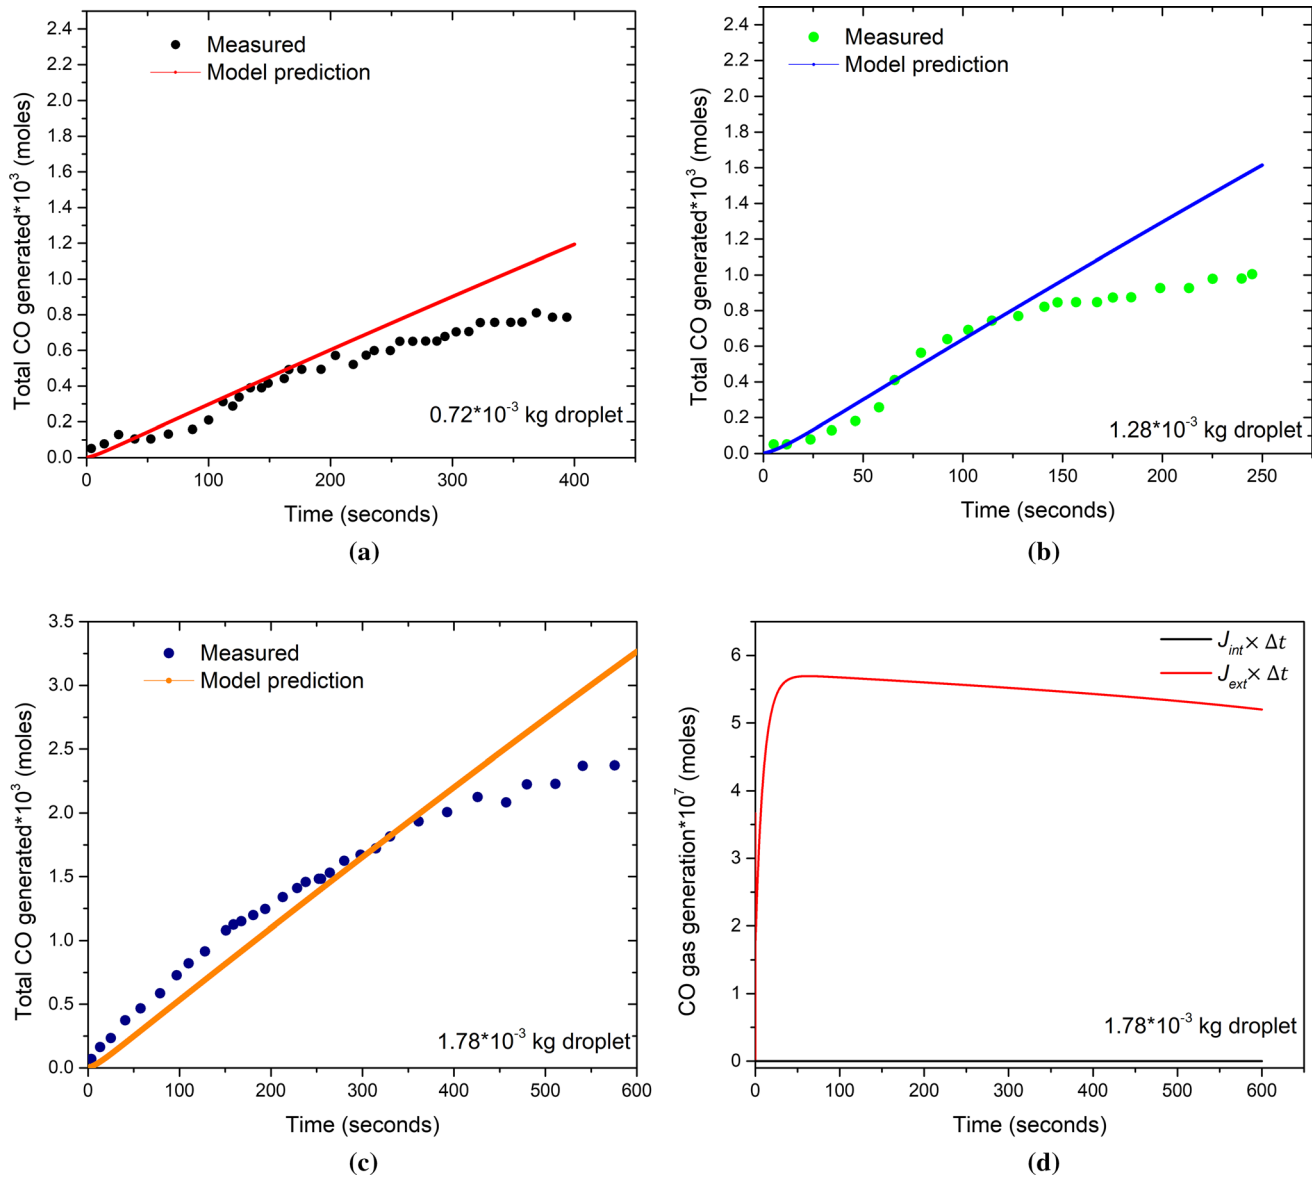 2.4
2.2
2.0
1.8
1.6
1.4
1.2
1.0
0.8
0.6
0.4
0.2
0.0
Total CO generated*10³ (moles)
Measured
Model prediction
0.72*10⁻³ kg droplet
0 100 200 300 400
Time (seconds)
(a)
2.4
2.2
2.0
1.8
1.6
1.4
1.2
1.0
0.8
0.6
0.4
0.2
0.0
Total CO generated*10³ (moles)
Measured
Model prediction
1.28*10⁻³ kg droplet
0 50 100 150 200 250
Time (seconds)
(b)
3.5
3.0
2.5
2.0
1.5
1.0
0.5
0.0
Total CO generated*10³ (moles)
Measured
Model prediction
1.78*10⁻³ kg droplet
0 100 200 300 400 500 600
Time (seconds)
(c)
6
5
4
5
2
1
0
CO gas generation*10⁷ (moles)
J_int × Δt
J_ext × Δt
1.78*10⁻³ kg droplet
0 100 200 300 400 500 600
Time (seconds)
(d)